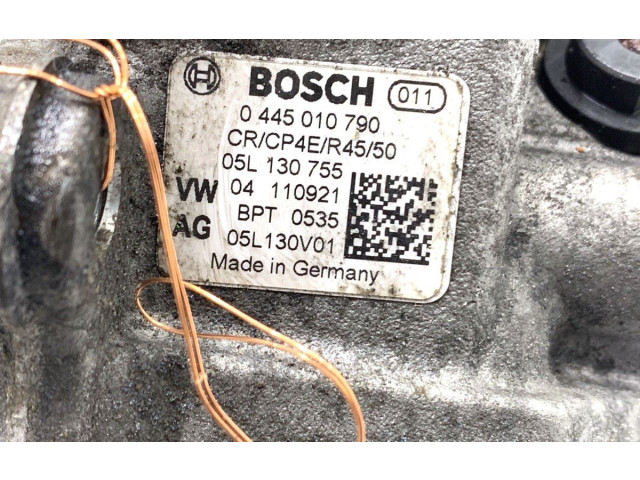 BOSCH 011
0 445 010 790
CR/CP4E/R45/50
05L 130 755
VW 04 110921
BPT 0535
AG 05L130V01
Made in Germany